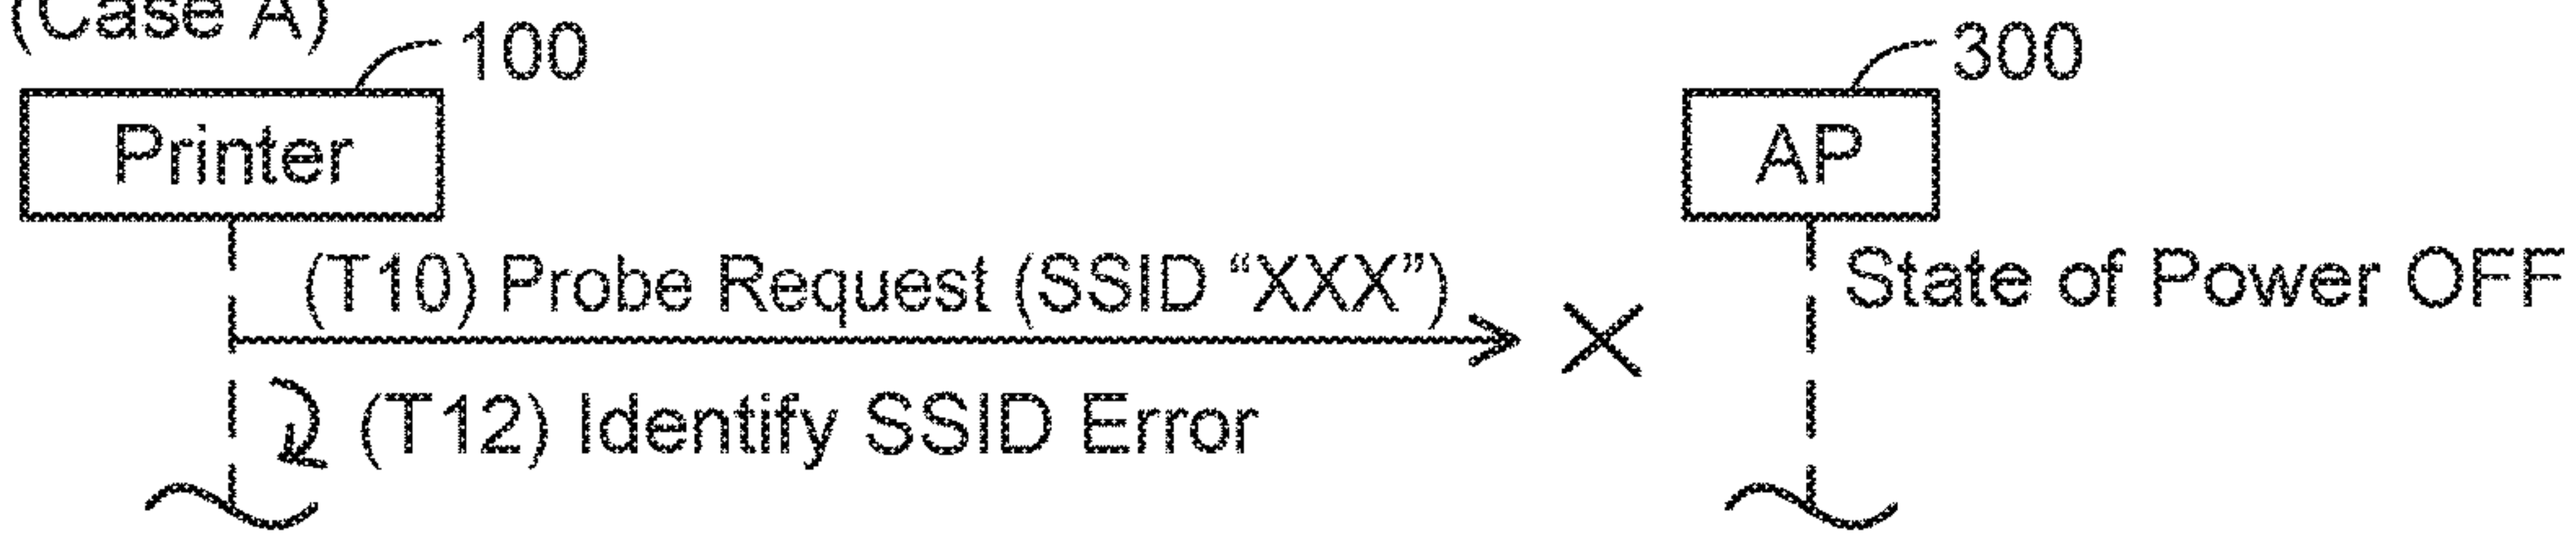 (Case A)
100
300
Printer
AP
(T10) Probe Request (SSID “XXX”)
State of Power OFF
(T12) Identify SSID Error